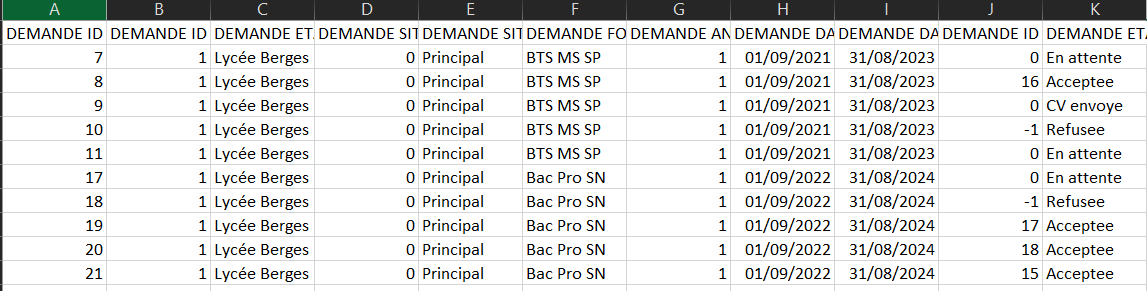 A B C D E F G H I J K
DEMANDE ID DEMANDE ID DEMANDE ET. DEMANDE SIT DEMANDE SIT DEMANDE FO DEMANDE AN DEMANDE DA DEMANDE DA DEMANDE ID DEMANDE ETA
7 1 Lycée Berges 0 Principal BTS MS SP 1 01/09/2021 31/08/2023 0 En attente
8 1 Lycée Berges 0 Principal BTS MS SP 1 01/09/2021 31/08/2023 16 Acceptee
9 1 Lycée Berges 0 Principal BTS MS SP 1 01/09/2021 31/08/2023 0 CV envoye
10 1 Lycée Berges 0 Principal BTS MS SP 1 01/09/2021 31/08/2023 -1 Refusee
11 1 Lycée Berges 0 Principal BTS MS SP 1 01/09/2021 31/08/2023 0 En attente
17 1 Lycée Berges 0 Principal Bac Pro SN 1 01/09/2022 31/08/2024 0 En attente
18 1 Lycée Berges 0 Principal Bac Pro SN 1 01/09/2022 31/08/2024 -1 Refusee
19 1 Lycée Berges 0 Principal Bac Pro SN 1 01/09/2022 31/08/2024 17 Acceptee
20 1 Lycée Berges 0 Principal Bac Pro SN 1 01/09/2022 31/08/2024 18 Acceptee
21 1 Lycée Berges 0 Principal Bac Pro SN 1 01/09/2022 31/08/2024 15 Acceptee